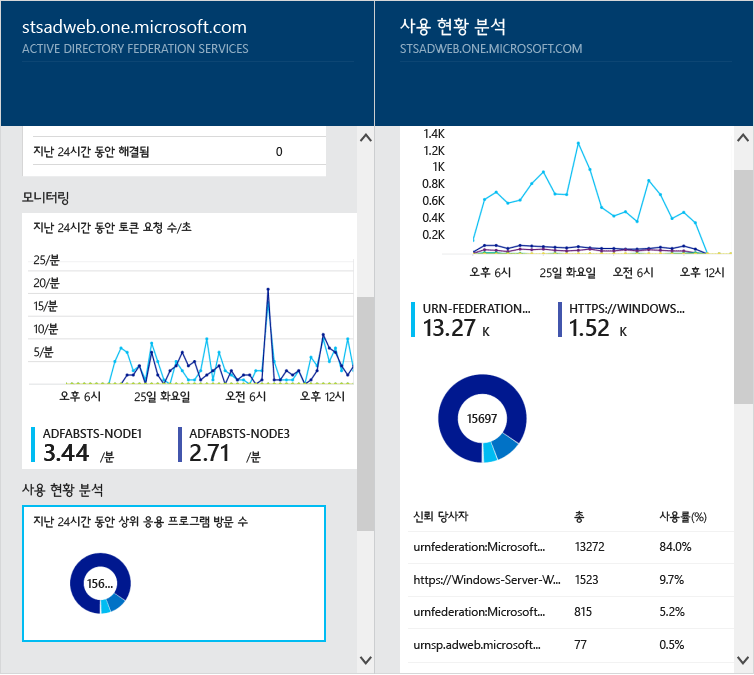 stsadweb.one.microsoft.com
ACTIVE DIRECTORY FEDERATION SERVICES
지난 24시간 동안 해결됨 0
모니터링
지난 24시간 동안 토큰 요청 수/초
25/분
20/분
15/분
10/분
5/분
오후 6시 25일 화요일 오전 6시 오후 12시
ADFABSTS-NODE1 ADFABSTS-NODE3
3.44 /분 2.71 /분
사용 현황 분석
지난 24시간 동안 상위 응용 프로그램 방문 수
156...
사용 현황 분석
STSADWEB.ONE.MICROSOFT.COM
1.4K
1.2K
1K
0.8K
0.6K
0.4K
0.2K
오후 6시 25일 화요일 오전 6시 오후 12시
URN-FEDERATION... HTTPS://WINDOWS...
13.27 K 1.52 K
15697
신뢰 당사자 총 사용률(%)
urnfederation:Microsoft... 13272 84.0%
https://Windows-Server-W... 1523 9.7%
urnfederation:Microsoft... 815 5.2%
urnsp.adweb.microsoft... 77 0.5%